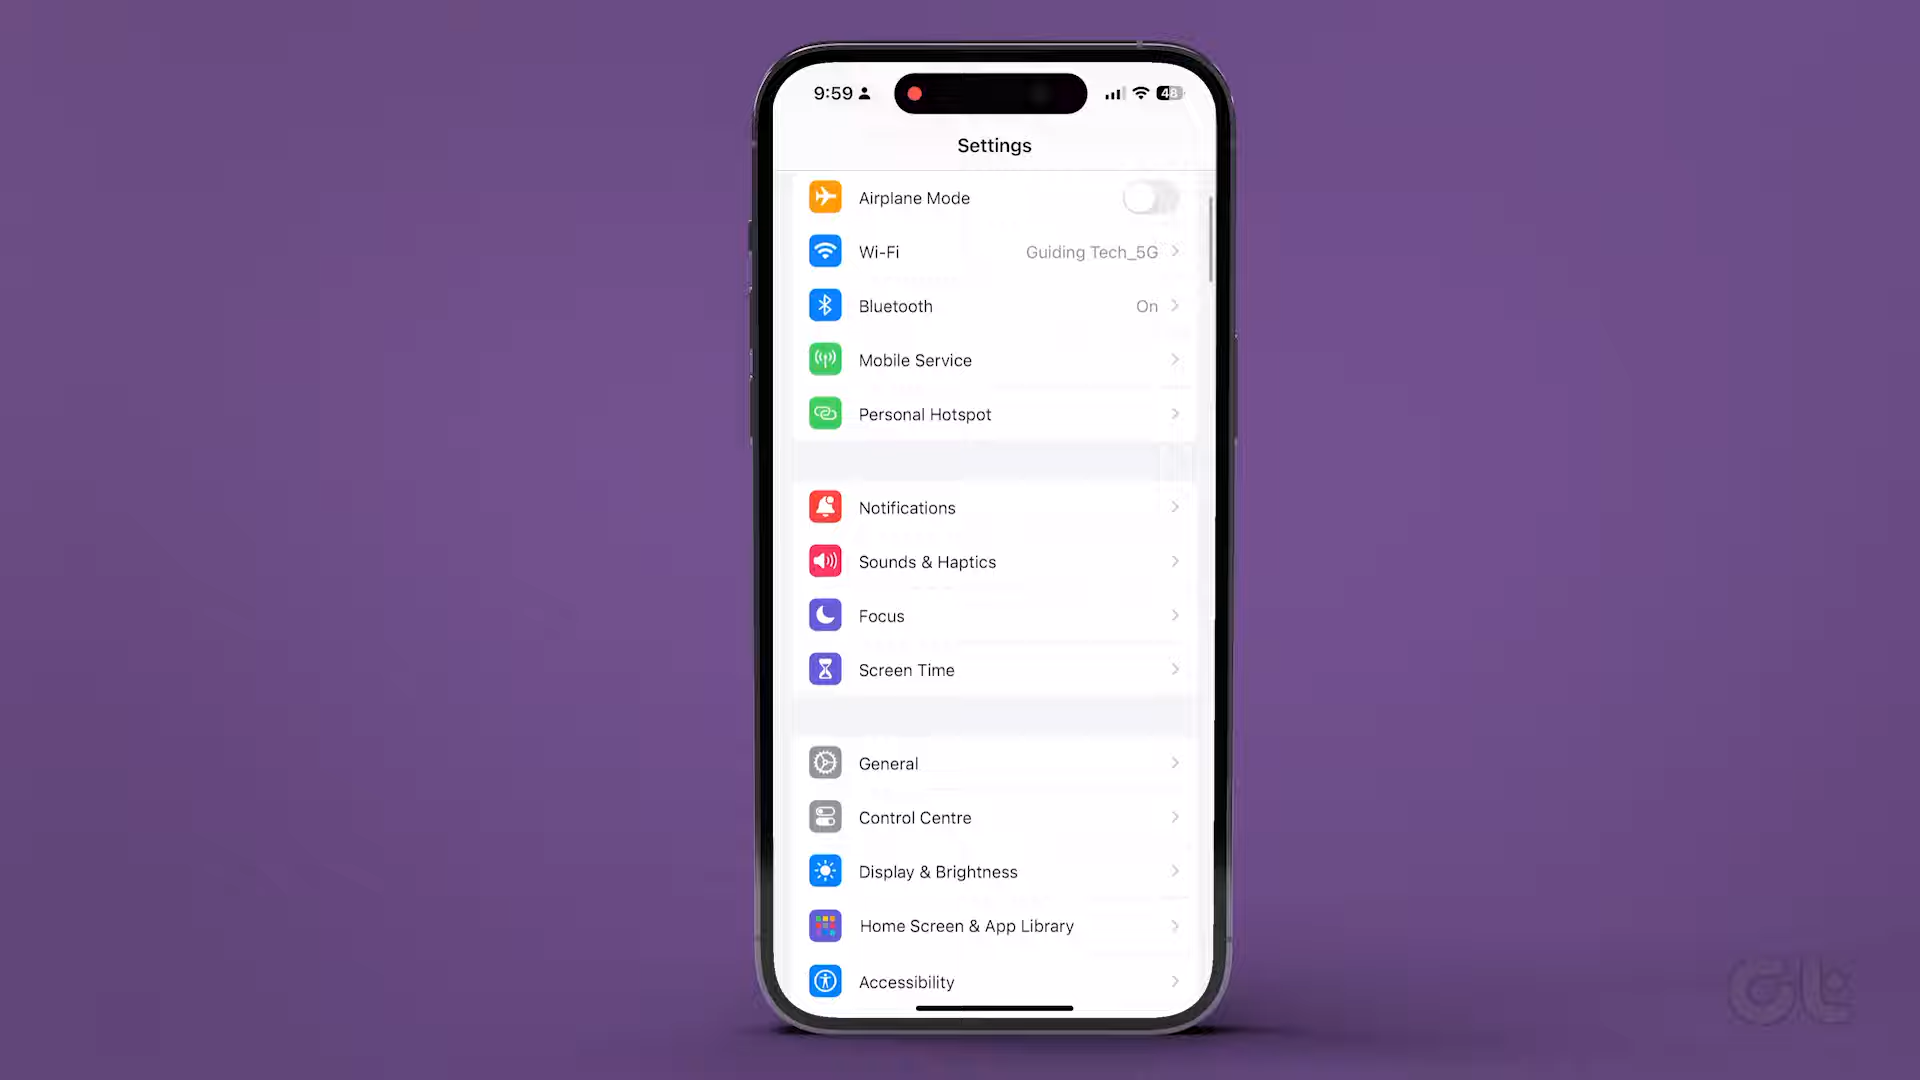 9:59 48
Settings
Airplane Mode
Wi-Fi Guiding Tech_5G
Bluetooth On
Mobile Service
Personal Hotspot
Notifications
Sounds & Haptics
Focus
Screen Time
General
Control Centre
Display & Brightness
Home Screen & App Library
Accessibility